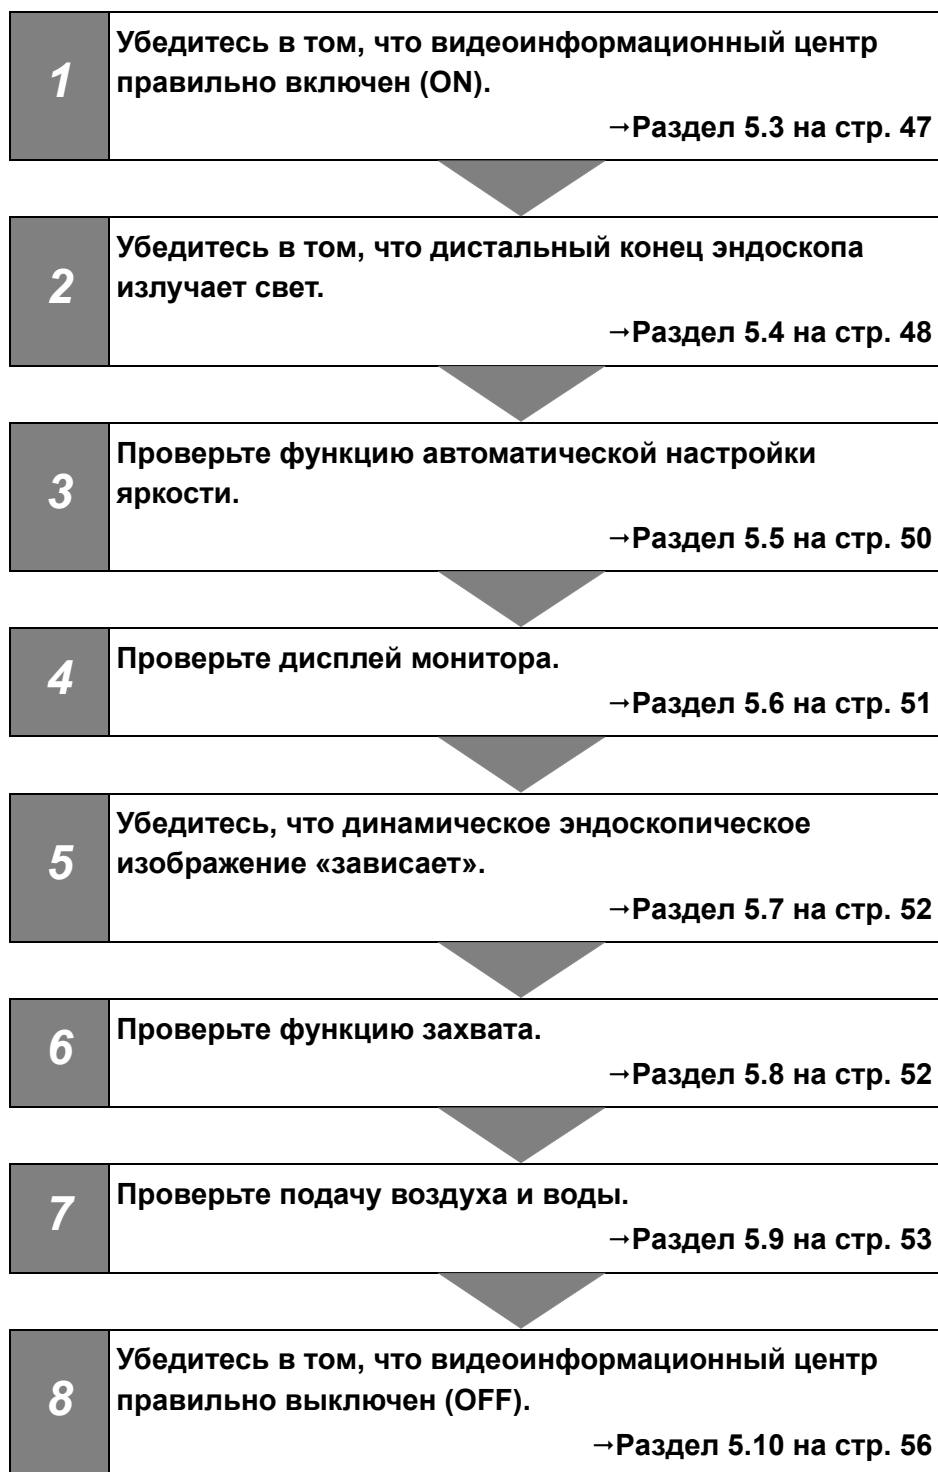 1
Убедитесь в том, что видеоинформационный центр
правильно включен (ON).
→Раздел 5.3 на стр. 47
2
Убедитесь в том, что дистальный конец эндоскопа
излучает свет.
→Раздел 5.4 на стр. 48
3
Проверьте функцию автоматической настройки
яркости.
→Раздел 5.5 на стр. 50
4
Проверьте дисплей монитора.
→Раздел 5.6 на стр. 51
5
Убедитесь, что динамическое эндоскопическое
изображение «зависает».
→Раздел 5.7 на стр. 52
6
Проверьте функцию захвата.
→Раздел 5.8 на стр. 52
7
Проверьте подачу воздуха и воды.
→Раздел 5.9 на стр. 53
8
Убедитесь в том, что видеоинформационный центр
правильно выключен (OFF).
→Раздел 5.10 на стр. 56